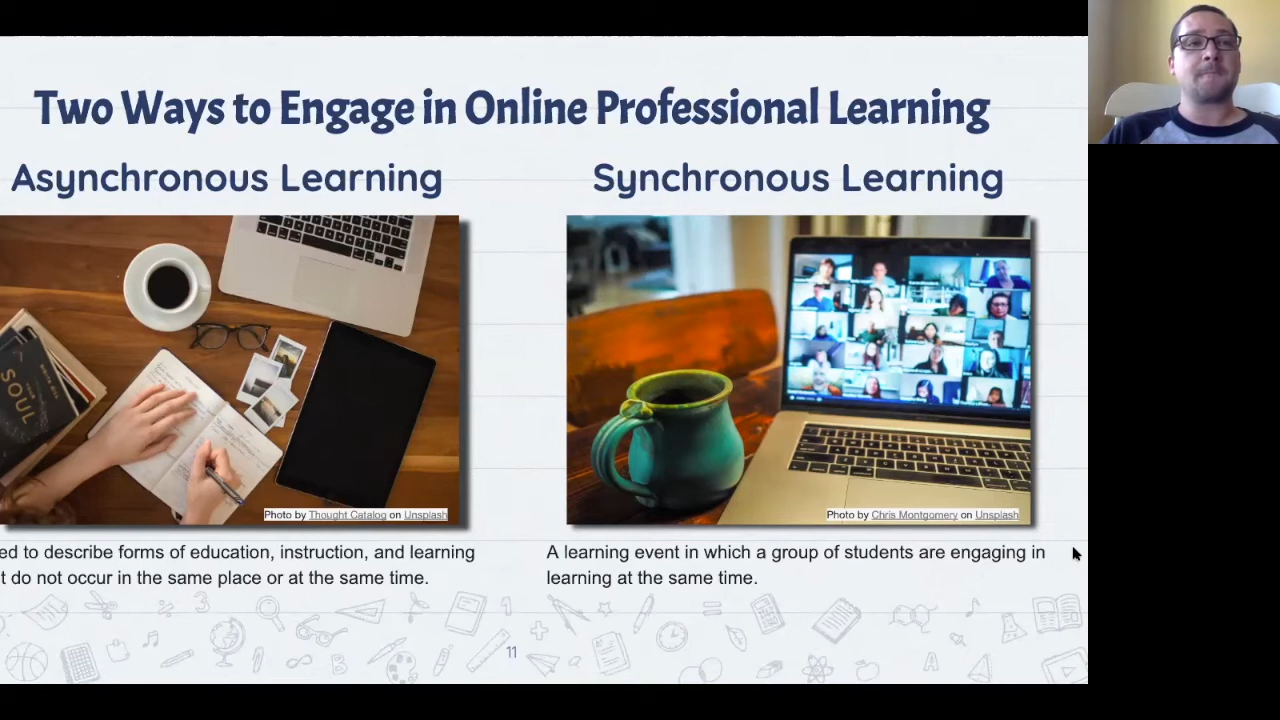 Two Ways to Engage in Online Professional Learning
Asynchronous Learning
Synchronous Learning
SOUL
Photo by Thought Catalog on Unsplash
Photo by Chris Montgomery on Unsplash
ed to describe forms of education, instruction, and learning
t do not occur in the same place or at the same time.
A learning event in which a group of students are engaging in
learning at the same time.
11